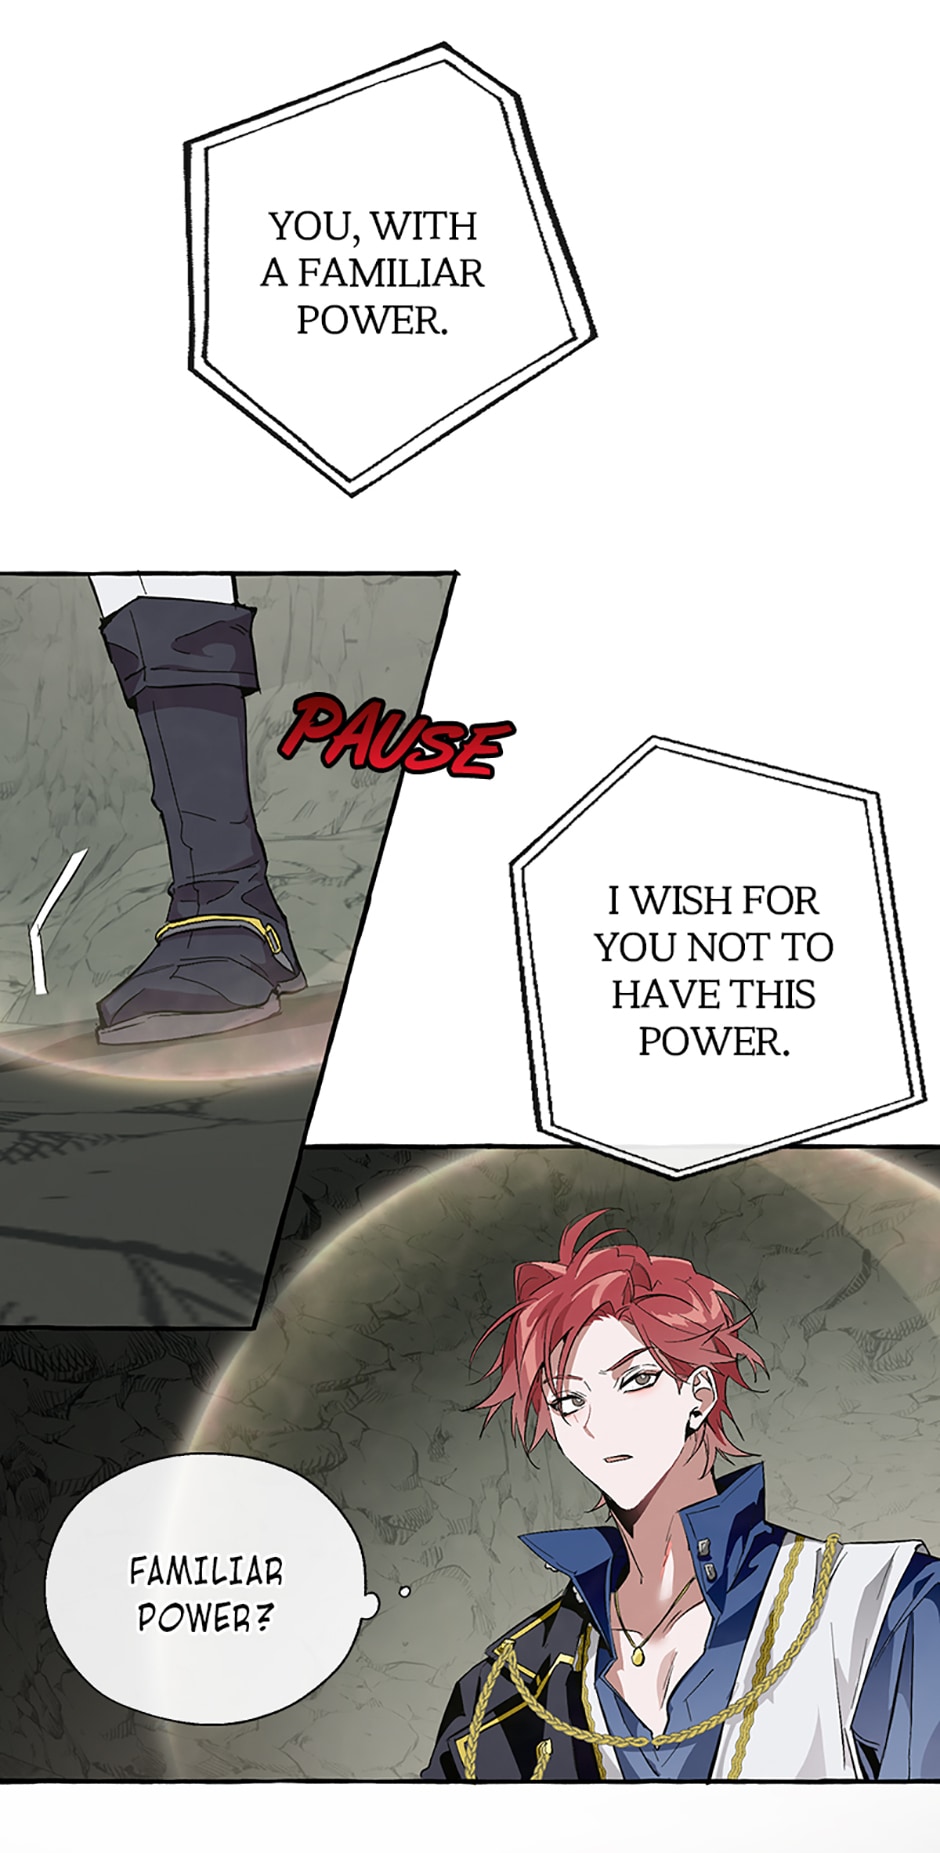 YOU, WITH
A FAMILIAR
POWER.
PAUSE
I WISH FOR
YOU NOT TO
HAVE THIS
POWER.
FAMILIAR
POWER?